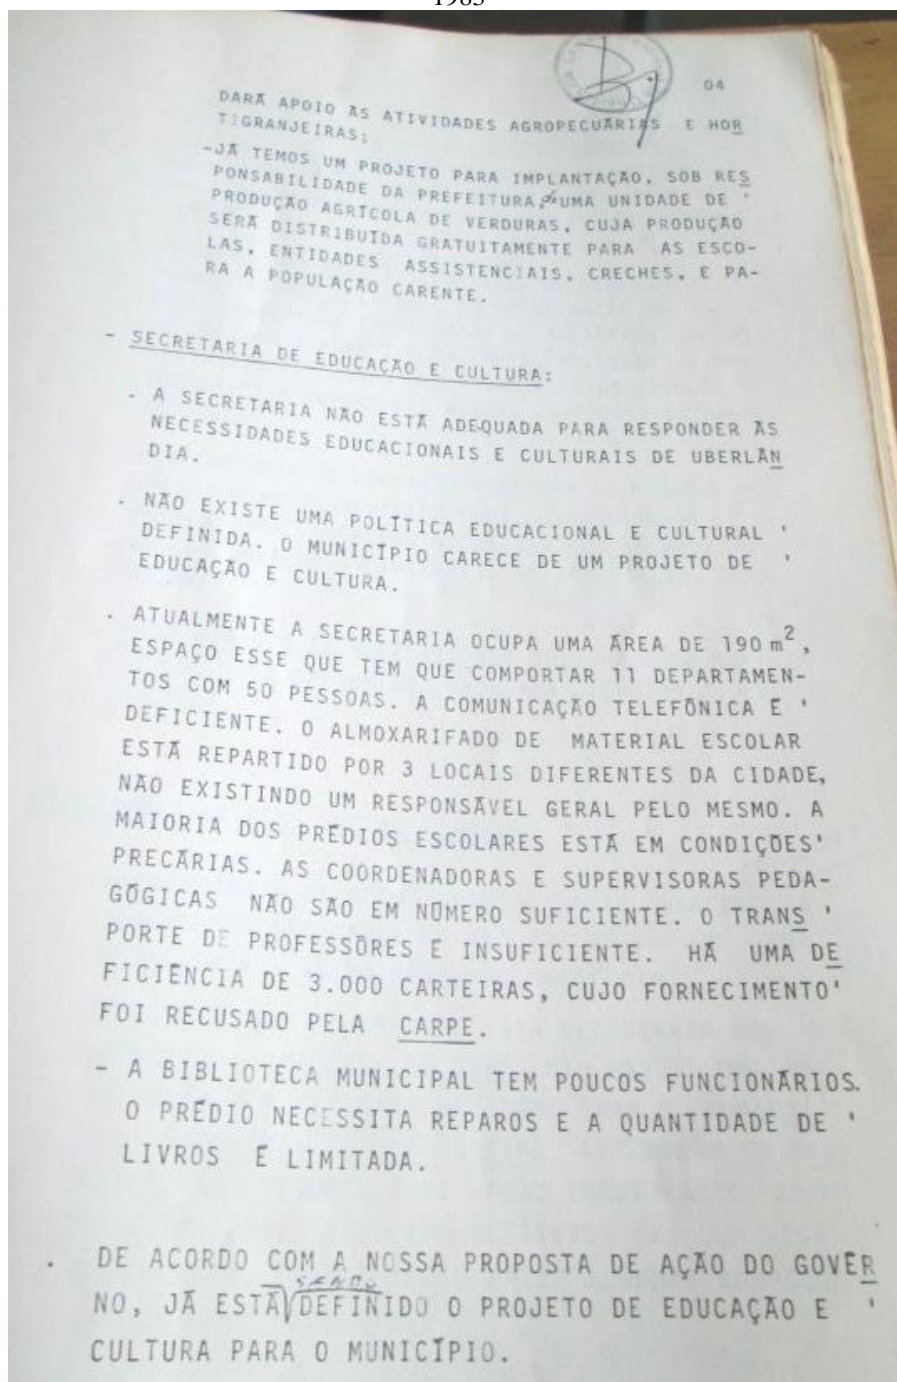 1983
04
DARÁ APOIO ÀS ATIVIDADES AGROPECUÁRIAS E HOR
TIGRANJEIRAS;
-JÁ TEMOS UM PROJETO PARA IMPLANTAÇÃO, SOB RES
PONSABILIDADE DA PREFEITURA, de UMA UNIDADE DE '
PRODUÇÃO AGRÍCOLA DE VERDURAS, CUJA PRODUÇÃO
SERÁ DISTRIBUÍDA GRATUITAMENTE PARA AS ESCO-
LAS, ENTIDADES ASSISTENCIAIS, CRECHES, E PA-
RA A POPULAÇÃO CARENTE.
- SECRETARIA DE EDUCAÇÃO E CULTURA:
. A SECRETARIA NÃO ESTÁ ADEQUADA PARA RESPONDER ÀS
NECESSIDADES EDUCACIONAIS E CULTURAIS DE UBERLÂN
DIA.
. NÃO EXISTE UMA POLÍTICA EDUCACIONAL E CULTURAL '
DEFINIDA. O MUNICÍPIO CARECE DE UM PROJETO DE '
EDUCAÇÃO E CULTURA.
. ATUALMENTE A SECRETARIA OCUPA UMA ÁREA DE 190 m²,
ESPAÇO ESSE QUE TEM QUE COMPORTAR 11 DEPARTAMEN-
TOS COM 50 PESSOAS. A COMUNICAÇÃO TELEFÔNICA É '
DEFICIENTE. O ALMOXARIFADO DE MATERIAL ESCOLAR
ESTÁ REPARTIDO POR 3 LOCAIS DIFERENTES DA CIDADE,
NÃO EXISTINDO UM RESPONSÁVEL GERAL PELO MESMO. A
MAIORIA DOS PRÉDIOS ESCOLARES ESTÁ EM CONDIÇÕES'
PRECÁRIAS. AS COORDENADORAS E SUPERVISORAS PEDA-
GÓGICAS NÃO SÃO EM NÚMERO SUFICIENTE. O TRANS '
PORTE DE PROFESSÔRES É INSUFICIENTE. HÁ UMA DE
FICIÊNCIA DE 3.000 CARTEIRAS, CUJO FORNECIMENTO'
FOI RECUSADO PELA CARPE.
- A BIBLIOTECA MUNICIPAL TEM POUCOS FUNCIONÁRIOS.
O PRÉDIO NECESSITA REPAROS E A QUANTIDADE DE '
LIVROS É LIMITADA.
. DE ACORDO COM A NOSSA PROPOSTA DE AÇÃO DO GOVÊR
SENDO
NO, JÁ ESTÁ DEFINIDO O PROJETO DE EDUCAÇÃO E '
CULTURA PARA O MUNICÍPIO.